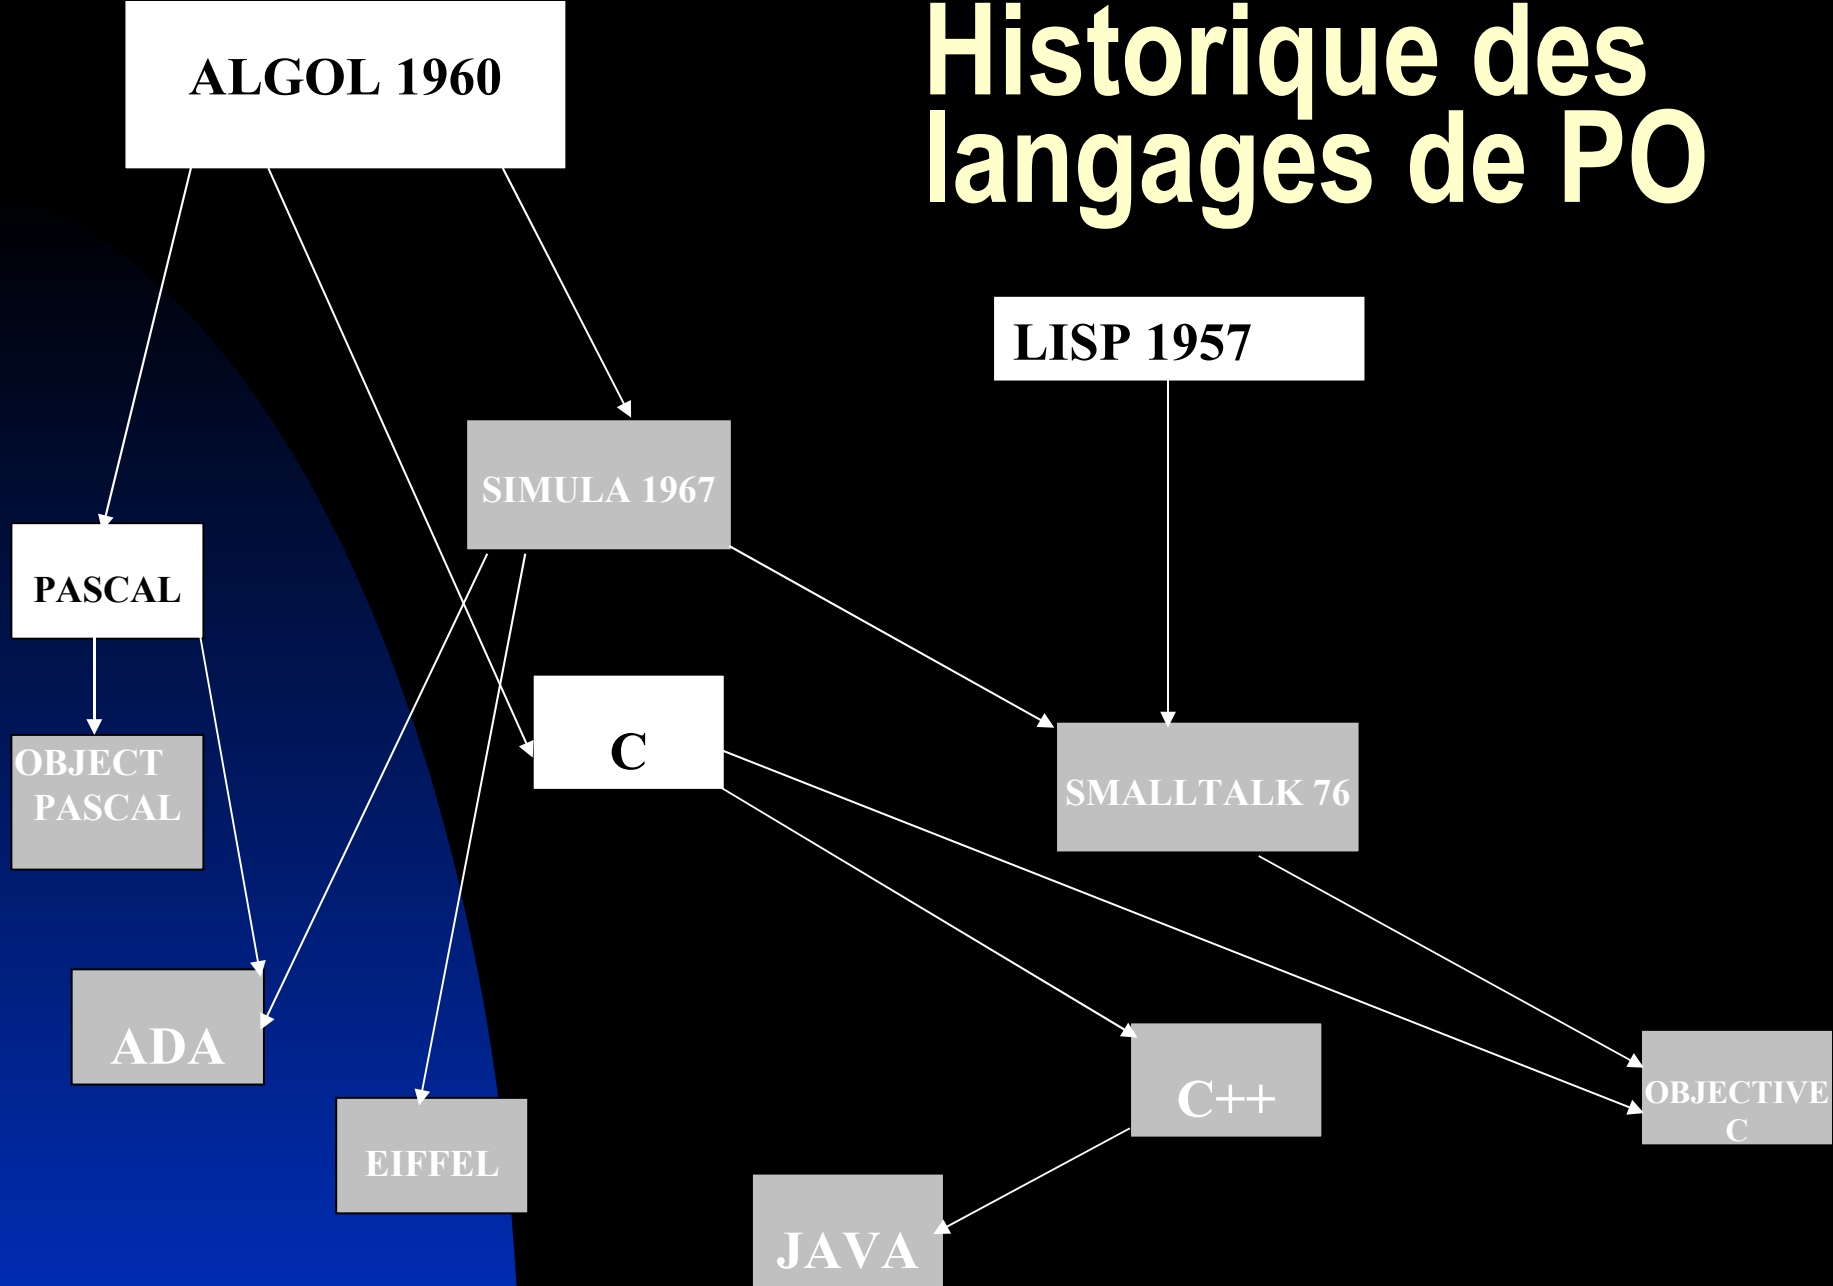 Historique des
langages de PO
ALGOL 1960
LISP 1957
SIMULA 1967
PASCAL
C
OBJECT
PASCAL
SMALLTALK 76
ADA
C++
OBJECTIVE
C
EIFFEL
JAVA